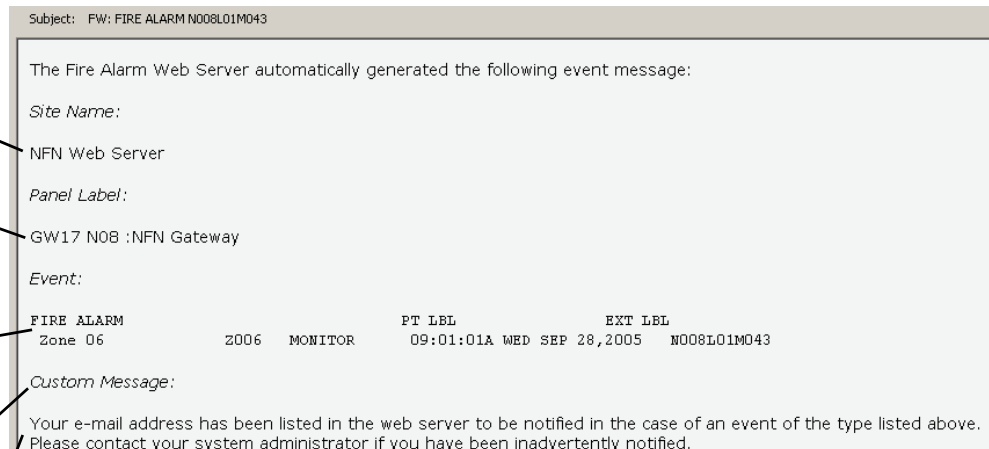 Subject: FW: FIRE ALARM N008L01M043
The Fire Alarm Web Server automatically generated the following event message:
Site Name:
NFN Web Server
Panel Label:
GW17 N08 :NFN Gateway
Event:
FIRE ALARM PT LBL EXT LBL
Zone 06 Z006 MONITOR 09:01:01A WED SEP 28,2005 N008L01M043
Custom Message:
Your e-mail address has been listed in the web server to be notified in the case of an event of the type listed above.
Please contact your system administrator if you have been inadvertently notified.